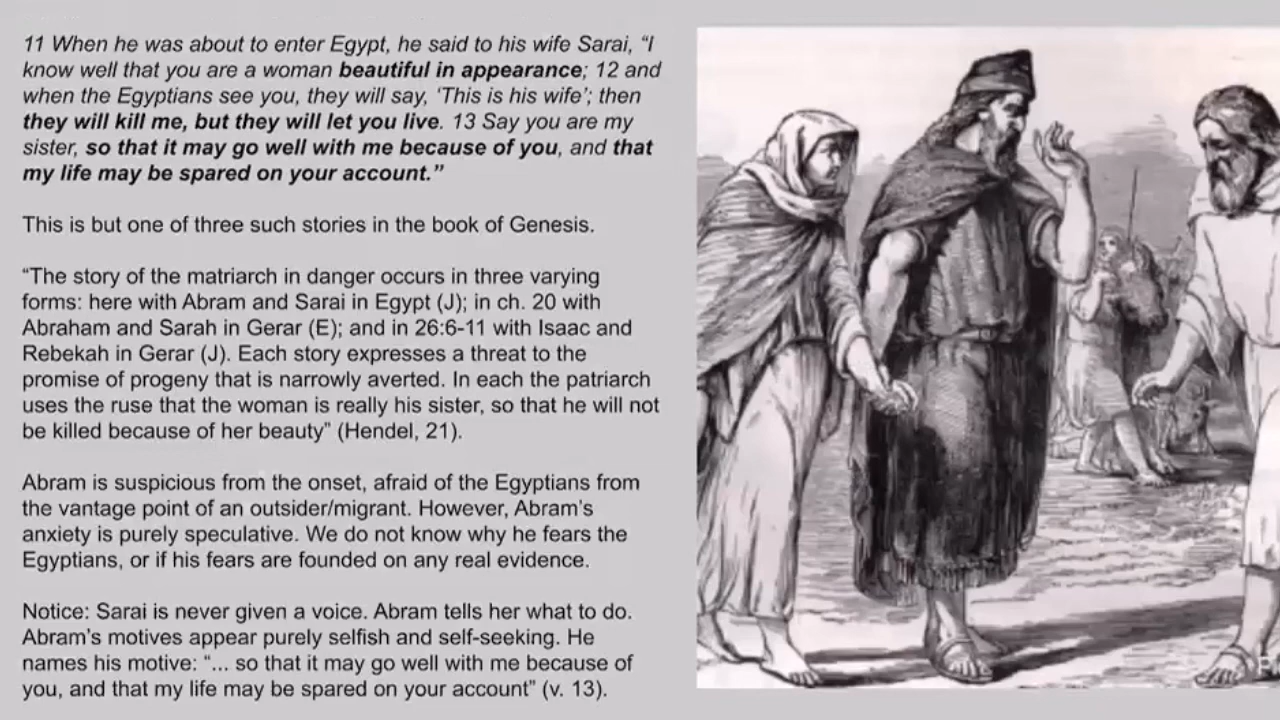 11 When he was about to enter Egypt, he said to his wife Sarai, “I
know well that you are a woman beautiful in appearance; 12 and
when the Egyptians see you, they will say, ‘This is his wife’; then
they will kill me, but they will let you live. 13 Say you are my
sister, so that it may go well with me because of you, and that
my life may be spared on your account.”
This is but one of three such stories in the book of Genesis.
“The story of the matriarch in danger occurs in three varying
forms: here with Abram and Sarai in Egypt (J); in ch. 20 with
Abraham and Sarah in Gerar (E); and in 26:6-11 with Isaac and
Rebekah in Gerar (J). Each story expresses a threat to the
promise of progeny that is narrowly averted. In each the patriarch
uses the ruse that the woman is really his sister, so that he will not
be killed because of her beauty” (Hendel, 21).
Abram is suspicious from the onset, afraid of the Egyptians from
the vantage point of an outsider/migrant. However, Abram’s
anxiety is purely speculative. We do not know why he fears the
Egyptians, or if his fears are founded on any real evidence.
Notice: Sarai is never given a voice. Abram tells her what to do.
Abram’s motives appear purely selfish and self-seeking. He
names his motive: “... so that it may go well with me because of
you, and that my life may be spared on your account” (v. 13).